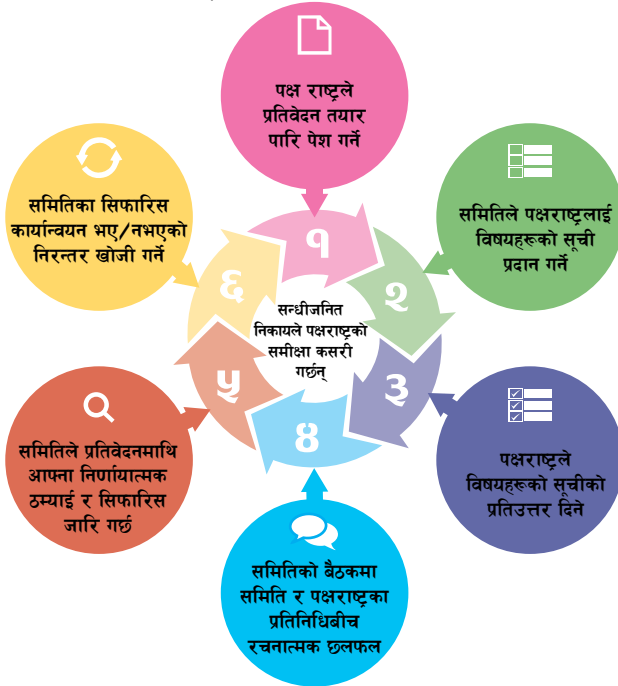 पक्ष राष्ट्रले
प्रतिवेदन तयार
पारि पेश गर्ने
समितिले पक्षराष्ट्रलाई
विषयहरूको सूची
प्रदान गर्ने
पक्षराष्ट्रले
विषयहरूको सूचीको
प्रतिउत्तर दिने
समितिको बैठकमा
समिति र पक्षराष्ट्रका
प्रतिनिधिबीच
रचनात्मक छलफल
समितिले प्रतिवेदनमाथि
आफ्ना निर्णायात्मक
ठम्याई र सिफारिस
जारि गर्छ
समितिका सिफारिस
कार्यान्वयन भए/नभएको
निरन्तर खोजी गर्ने
१
२
३
४
५
६
सन्धीजनित
निकायले पक्षराष्ट्रको
समीक्षा कसरी
गर्छन्